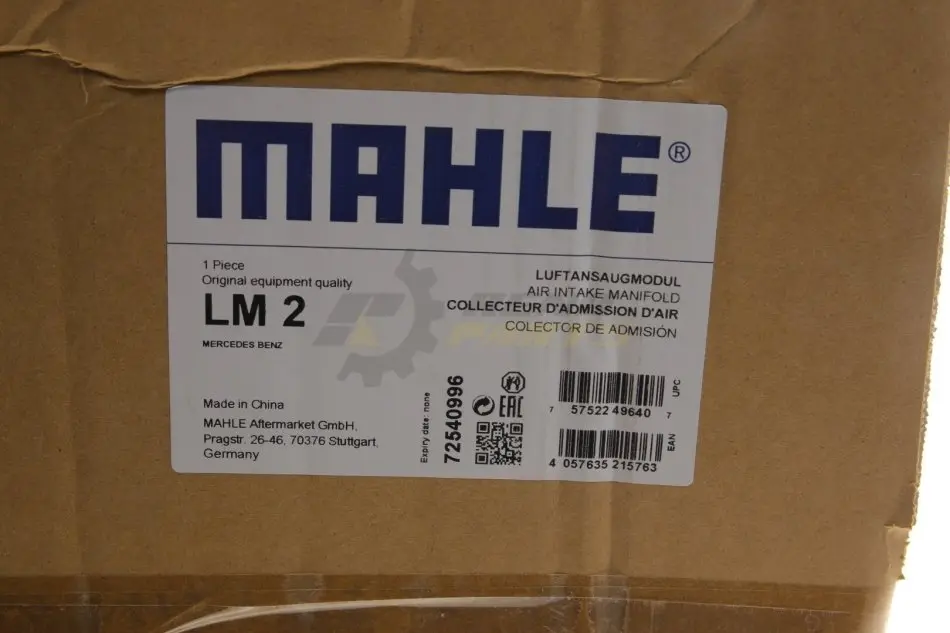 MAHLE®
1 Piece
Original equipment quality
LM 2
MERCEDES BENZ
LUFTANSAUGMODUL
AIR INTAKE MANIFOLD
COLLECTEUR D'ADMISSION D'AIR
COLECTOR DE ADMISIÓN
Made in China
MAHLE Aftermarket GmbH,
Pragstr. 26-46, 70376 Stuttgart,
Germany
Expiry date: none
72540996
EAC
7 57522 49640 7
UPC
4 057635 215763
EAN